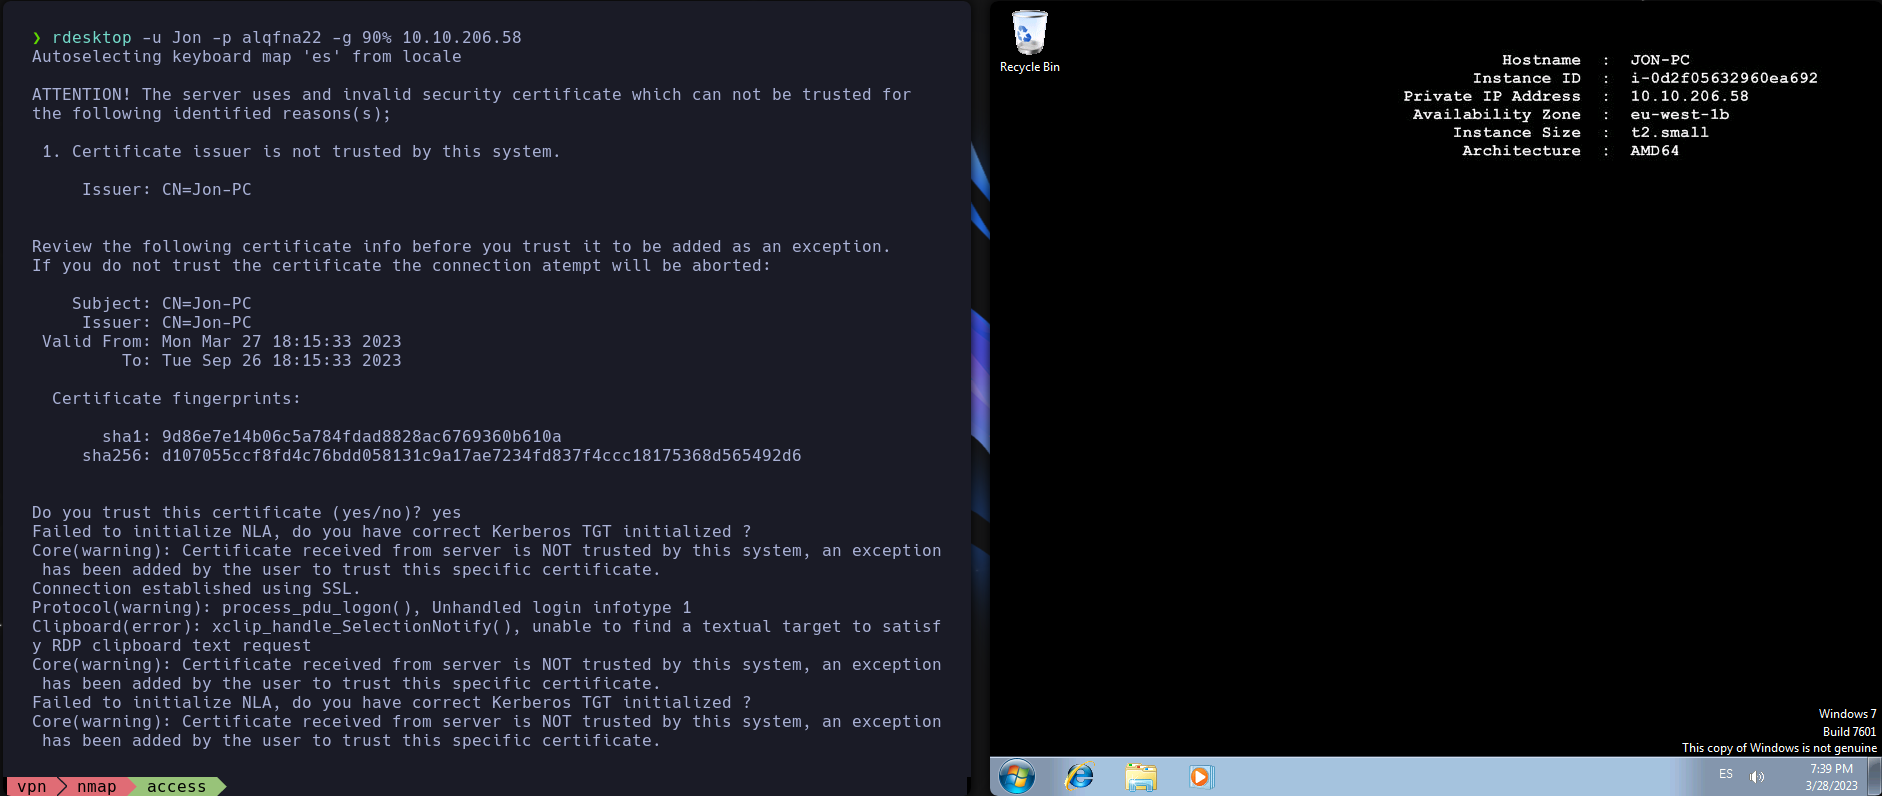 ❯ rdesktop -u Jon -p alqfna22 -g 90% 10.10.206.58
Autoselecting keyboard map 'es' from locale
ATTENTION! The server uses and invalid security certificate which can not be trusted for
the following identified reasons(s);
1. Certificate issuer is not trusted by this system.
Issuer: CN=Jon-PC
Review the following certificate info before you trust it to be added as an exception.
If you do not trust the certificate the connection atempt will be aborted:
Subject: CN=Jon-PC
Issuer: CN=Jon-PC
Valid From: Mon Mar 27 18:15:33 2023
To: Tue Sep 26 18:15:33 2023
Certificate fingerprints:
sha1: 9d86e7e14b06c5a784fdad8828ac6769360b610a
sha256: d107055ccf8fd4c76bdd058131c9a17ae7234fd837f4ccc18175368d565492d6
Do you trust this certificate (yes/no)? yes
Failed to initialize NLA, do you have correct Kerberos TGT initialized ?
Core(warning): Certificate received from server is NOT trusted by this system, an exception
has been added by the user to trust this specific certificate.
Connection established using SSL.
Protocol(warning): process_pdu_logon(), Unhandled login infotype 1
Clipboard(error): xclip_handle_SelectionNotify(), unable to find a textual target to satisf
y RDP clipboard text request
Core(warning): Certificate received from server is NOT trusted by this system, an exception
has been added by the user to trust this specific certificate.
Failed to initialize NLA, do you have correct Kerberos TGT initialized ?
Core(warning): Certificate received from server is NOT trusted by this system, an exception
has been added by the user to trust this specific certificate.
vpn nmap access
Recycle Bin
Hostname : JON-PC
Instance ID : i-0d2f05632960ea692
Private IP Address : 10.10.206.58
Availability Zone : eu-west-1b
Instance Size : t2.small
Architecture : AMD64
Windows 7
Build 7601
This copy of Windows is not genuine
ES
7:39 PM
3/28/2023